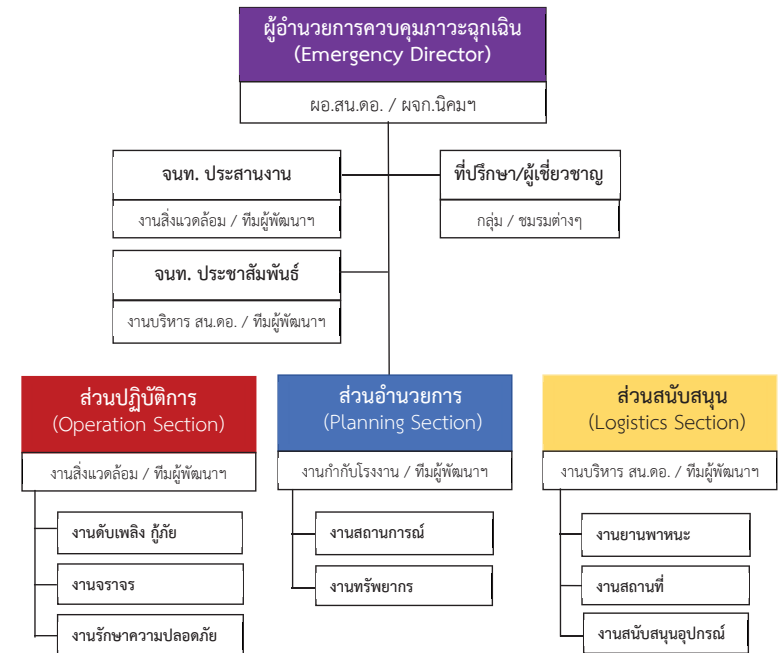 ผู้อำนวยการควบคุมภาวะฉุกเฉิน
(Emergency Director)
ผอ.สน.ดอ. / ผจก.นิคมฯ
จนท. ประสานงาน
งานสิ่งแวดล้อม / ทีมผู้พัฒนาฯ
ที่ปรึกษา/ผู้เชี่ยวชาญ
กลุ่ม / ชมรมต่างๆ
จนท. ประชาสัมพันธ์
งานบริหาร สน.ดอ. / ทีมผู้พัฒนาฯ
ส่วนปฏิบัติการ
(Operation Section)
งานสิ่งแวดล้อม / ทีมผู้พัฒนาฯ
งานดับเพลิง กู้ภัย
งานจราจร
งานรักษาความปลอดภัย
ส่วนอำนวยการ
(Planning Section)
งานกำกับโรงงาน / ทีมผู้พัฒนาฯ
งานสถานการณ์
งานทรัพยากร
ส่วนสนับสนุน
(Logistics Section)
งานบริหาร สน.ดอ. / ทีมผู้พัฒนาฯ
งานยานพาหนะ
งานสถานที่
งานสนับสนุนอุปกรณ์